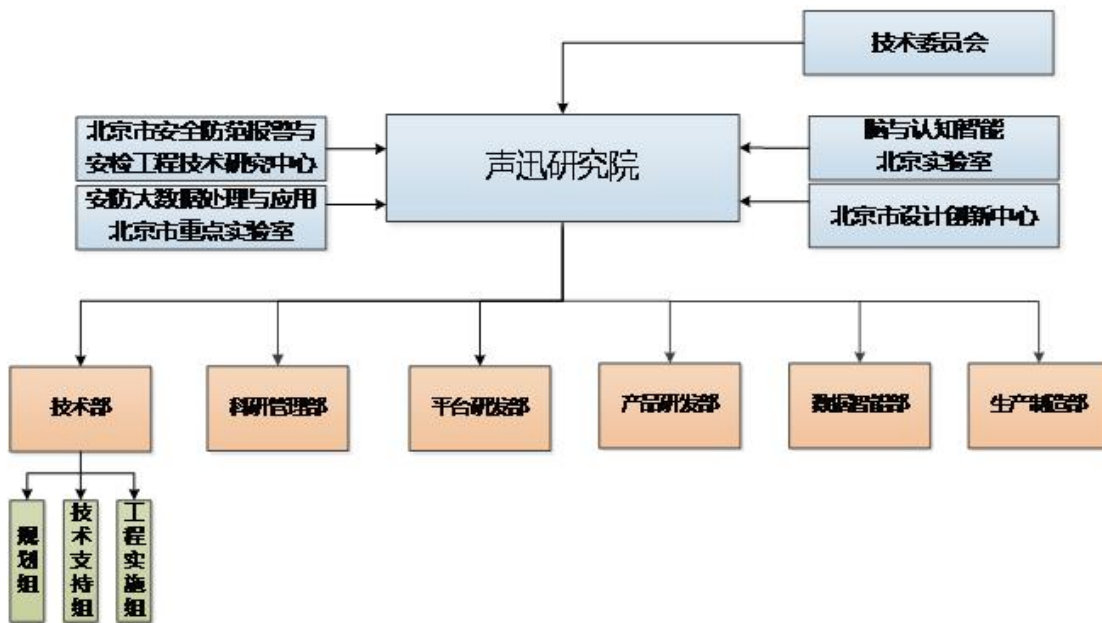 技术委员会
北京市安全防范报警与
安检工程技术研究中心
安防大数据处理与应用
北京市重点实验室
声迅研究院
脑与认知智能
北京实验室
北京市设计创新中心
技术部
科研管理部
平台研发部
产品研发部
数据智能部
生产制造部
规划组
技术支持组
工程实施组